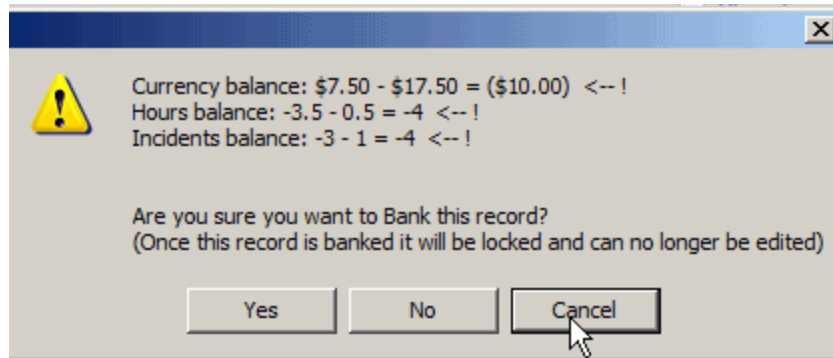 Currency balance: $7.50 - $17.50 = ($10.00) <-- !
Hours balance: -3.5 - 0.5 = -4 <-- !
Incidents balance: -3 - 1 = -4 <-- !
Are you sure you want to Bank this record?
(Once this record is banked it will be locked and can no longer be edited)
Yes No Cancel